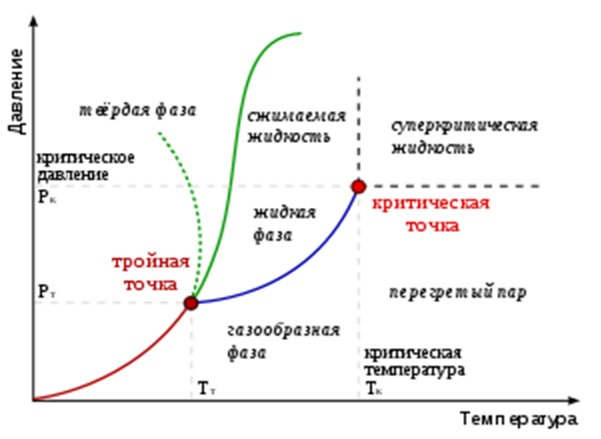 Давление
твёрдая фаза
сжимаемая
жидкость
суперкритическая
жидкость
критическое
давление
Pк
жидкая
фаза
критическая
точка
тройная
точка
Pт
перегретый пар
газообразная
фаза
критическая
температура
Tт
Tк
Температура